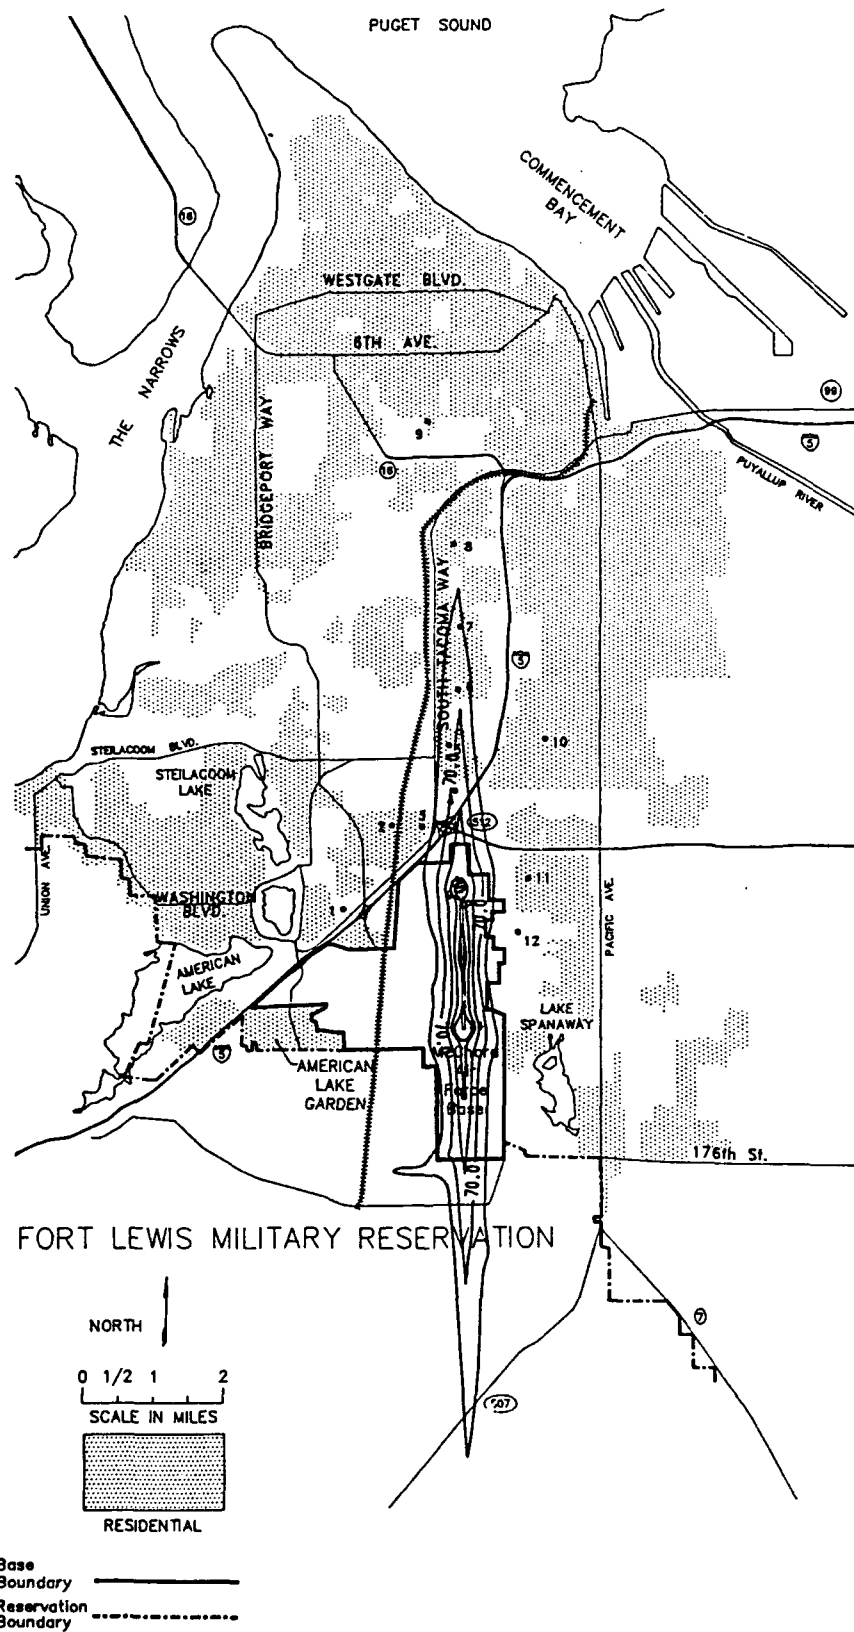 PUGET SOUND
COMMENCEMENT
BAY
16
WESTGATE BLVD.
6TH AVE.
THE NARROWS
BRIDGEPORT WAY
99
5
9
16
PUYALLUP RIVER
8
SOUTH TACOMA WAY
7
5
6
10
STEILACOOM BLVD.
STEILACOOM
LAKE
70.0
512
2
UNION AVE.
11
WASHINGTON
BLVD.
1
12
PACIFIC AVE.
AMERICAN
LAKE
LAKE
SPANAWAY
5
AMERICAN
LAKE
GARDEN
McChord
Air
Force
Base
176th St.
70.0
FORT LEWIS MILITARY RESERVATION
NORTH
7
0 1/2 1 2
SCALE IN MILES
507
RESIDENTIAL
Base
Boundary
Reservation
Boundary